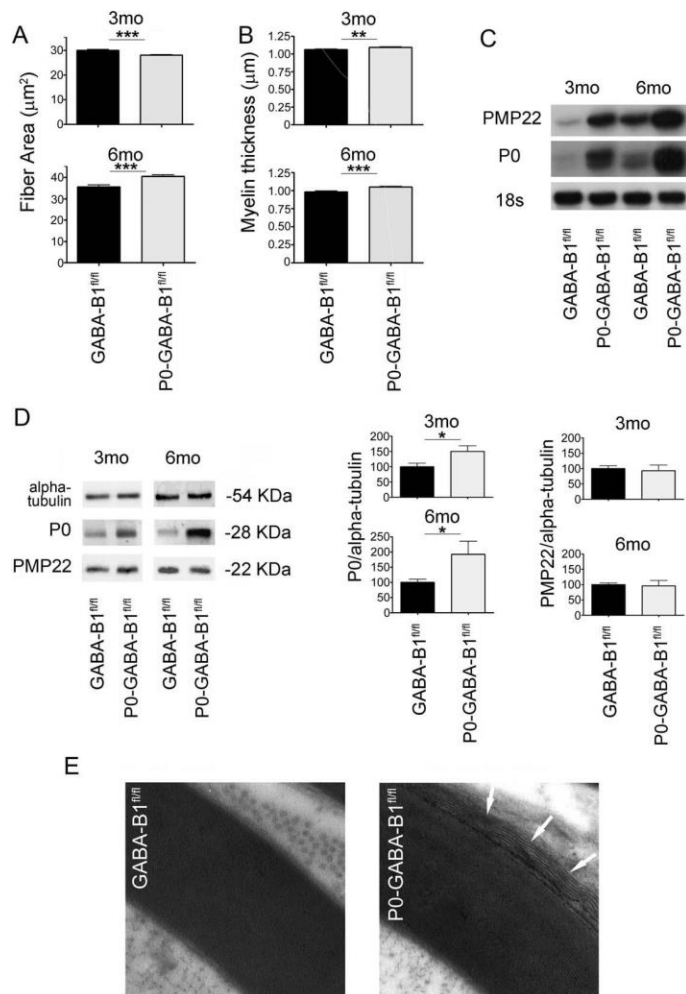 A
3mo
***
Fiber Area (μm²)
30
20
10
0
6mo
***
40
30
20
10
0
GABA-B1fl/fl
P0-GABA-B1fl/fl
B
3mo
**
Myelin thickness (μm)
1.25
1.00
0.75
0.50
0.25
0
6mo
***
1.25
1.00
0.75
0.50
0.25
0
GABA-B1fl/fl
P0-GABA-B1fl/fl
C
3mo 6mo
PMP22
P0
18s
GABA-B1fl/fl
P0-GABA-B1fl/fl
GABA-B1fl/fl
P0-GABA-B1fl/fl
D
3mo 6mo
alpha-
tubulin
-54 KDa
P0
-28 KDa
PMP22
-22 KDa
GABA-B1fl/fl
P0-GABA-B1fl/fl
GABA-B1fl/fl
P0-GABA-B1fl/fl
3mo
*
P0/alpha-tubulin
200
150
100
50
0
6mo
*
250
200
150
100
50
0
GABA-B1fl/fl
P0-GABA-B1fl/fl
3mo
PMP22/alpha-tubulin
200
150
100
50
0
6mo
200
150
100
50
0
GABA-B1fl/fl
P0-GABA-B1fl/fl
E
GABA-B1fl/fl
P0-GABA-B1fl/fl